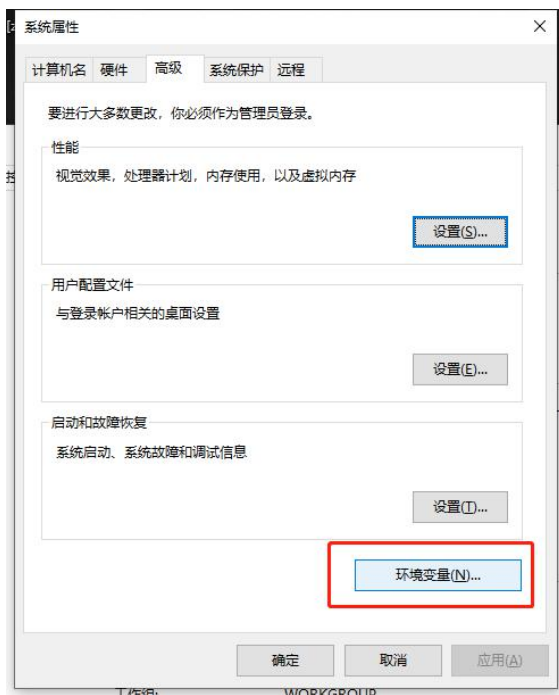 系统属性
计算机名 硬件 高级 系统保护 远程
要进行大多数更改，你必须作为管理员登录。
性能
视觉效果，处理器计划，内存使用，以及虚拟内存
设置(S)...
用户配置文件
与登录帐户相关的桌面设置
设置(E)...
启动和故障恢复
系统启动、系统故障和调试信息
设置(T)...
环境变量(N)...
确定 取消 应用(A)
工作组: WORKGROUP